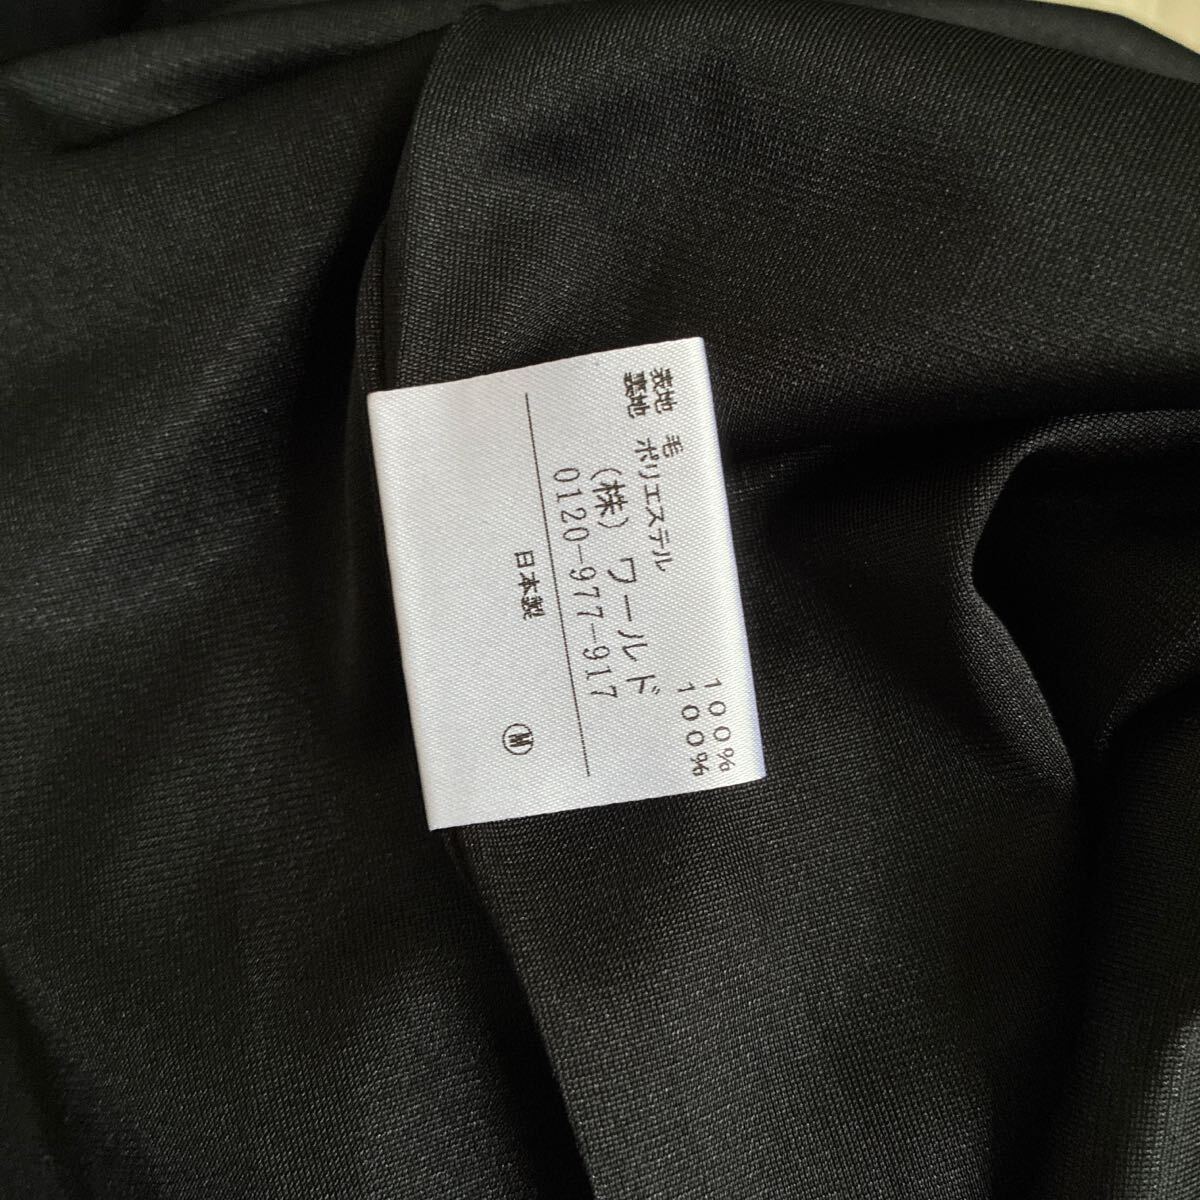 表地 毛 100%
裏地 ポリエステル 100%
(株) ワールド
0120-977-917
日本製
M